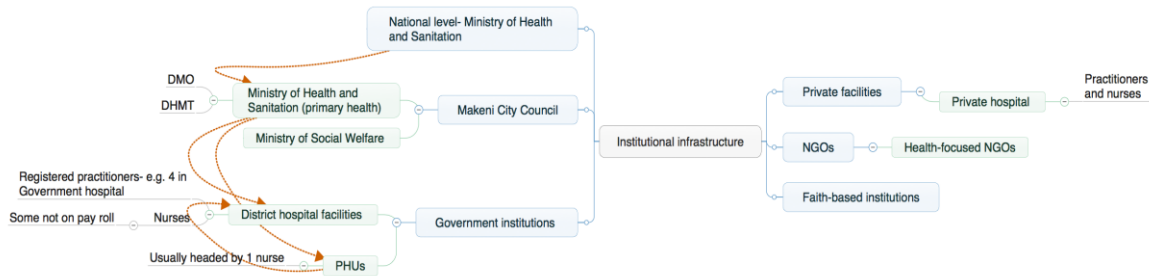 National level- Ministry of Health
and Sanitation
DMO
DHMT
Ministry of Health and
Sanitation (primary health)
Ministry of Social Welfare
Makeni City Council
Registered practitioners- e.g. 4 in
Government hospital
Some not on pay roll
Nurses
District hospital facilities
Government institutions
Usually headed by 1 nurse
PHUs
Institutional infrastructure
Private facilities
Private hospital
Practitioners
and nurses
NGOs
Health-focused NGOs
Faith-based institutions